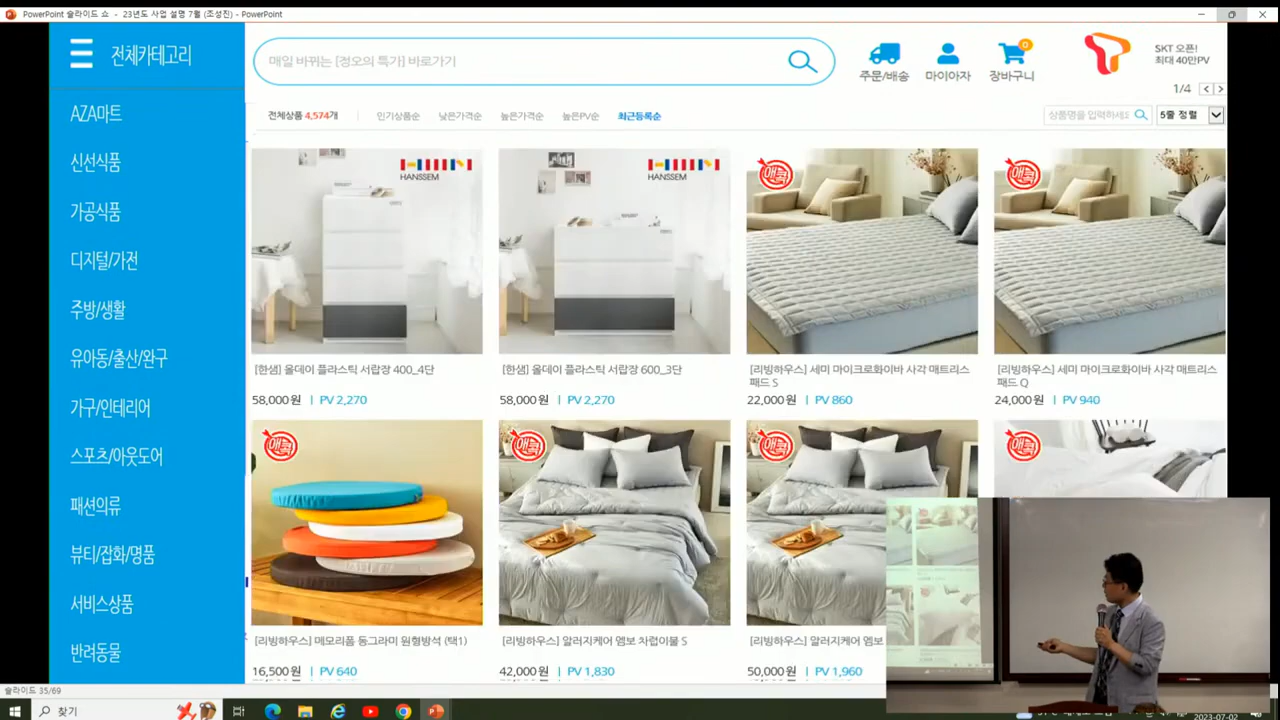 PowerPoint 슬라이드 쇼 - 23년도 사업 설명 7월 (조성진) - PowerPoint
전체카테고리
매일 바뀌는 [정오의 특가] 바로가기
주문/배송
마이아자
0
장바구니
SKT 오픈!
최대 40만PV
1/4
AZA마트
신선식품
가공식품
디지털/가전
주방/생활
유아동/출산/완구
가구/인테리어
스포츠/아웃도어
패션의류
뷰티/잡화/명품
서비스상품
반려동물
전체상품 4,574개
인기상품순
낮은가격순
높은가격순
높은PV순
최근등록순
상품명을 입력하세요
5줄 정렬
HANSSEM
HANSSEM
[한샘] 올데이 플라스틱 서랍장 400_4단
58,000원 | PV 2,270
[한샘] 올데이 플라스틱 서랍장 600_3단
58,000원 | PV 2,270
[리빙하우스] 세미 마이크로화이바 사각 매트리스
패드 S
22,000원 | PV 860
[리빙하우스] 세미 마이크로화이바 사각 매트리스
패드 Q
24,000원 | PV 940
[리빙하우스] 메모리폼 동그라미 원형방석 (택1)
16,500원 | PV 640
[리빙하우스] 알러지케어 엠보 차렵이불 S
42,000원 | PV 1,830
[리빙하우스] 알러지케어 엠보
50,000원 | PV 1,960
슬라이드 35/69
찾기
2023-07-02